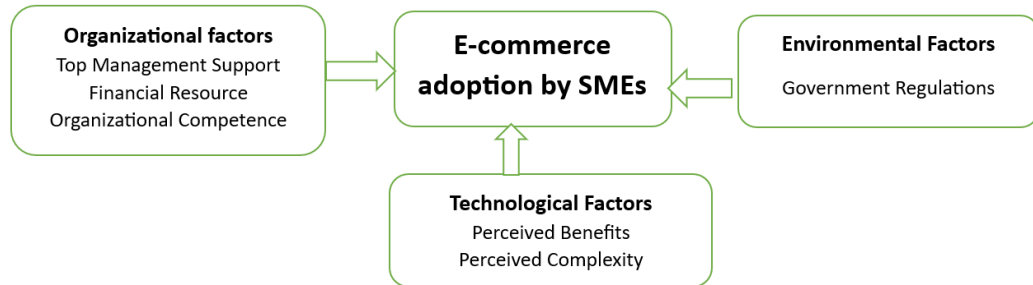 Organizational factors
Top Management Support
Financial Resource
Organizational Competence
E-commerce
adoption by SMEs
Environmental Factors
Government Regulations
Technological Factors
Perceived Benefits
Perceived Complexity